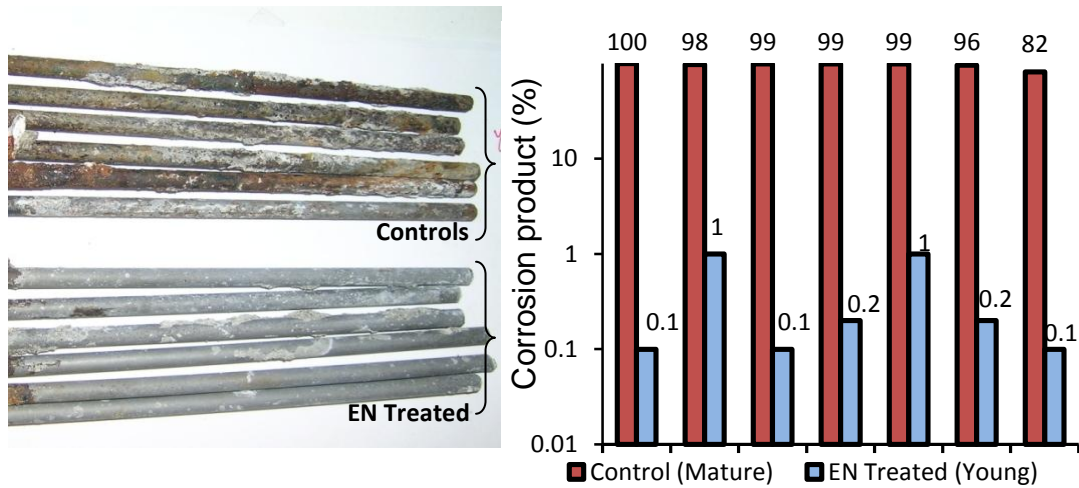 Controls
EN Treated
100 98 99 99 99 96 82
Corrosion product (%)
10
1
0.1
0.01
0.1 1 0.1 0.2 1 0.2 0.1
Control (Mature) EN Treated (Young)